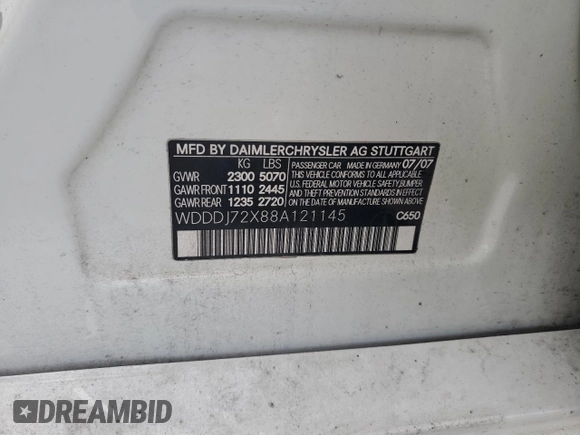 MFD BY DAIMLERCHRYSLER AG STUTTGART
KG LBS
GVWR 2300 5070
GAWR FRONT 1110 2445
GAWR REAR 1235 2720
PASSENGER CAR MADE IN GERMANY 07/07
THIS VEHICLE CONFORMS TO ALL APPLICABLE
U.S. FEDERAL MOTOR VEHICLE SAFETY, BUMPER,
AND THEFT PREVENTION STANDARDS IN EFFECT
ON THE DATE OF MANUFACTURE SHOWN ABOVE.
WDDDJ72X88A121145
C650
DREAMBID